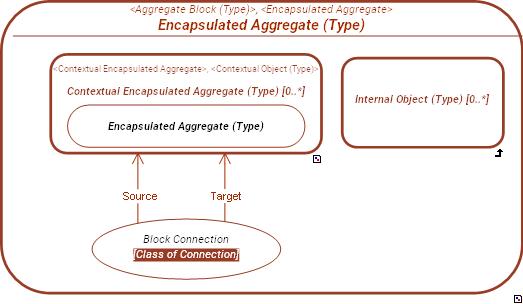 <Aggregate Block (Type)>, <Encapsulated Aggregate>
Encapsulated Aggregate (Type)
<Contextual Encapsulated Aggregate>, <Contextual Object (Type)>
Contextual Encapsulated Aggregate (Type) [0..*]
Encapsulated Aggregate (Type)
Internal Object (Type) [0..*]
Source
Target
Block Connection
[Class of Connection]